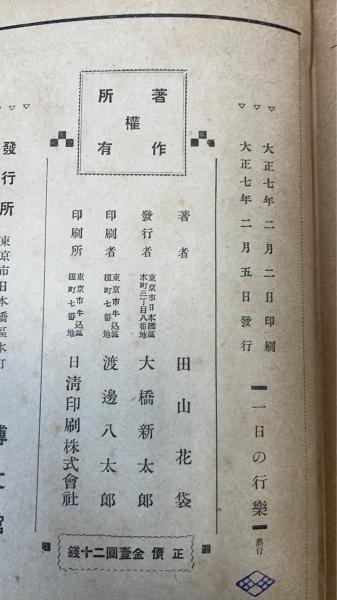 大正七年二月二日印刷
大正七年二月五日發行
一日の行樂
奧付
著作
權
所有
著者 田山花袋
發行者 東京市日本橋區本町三丁目八番地 大橋新太郎
印刷者 東京市牛込區榎町七番地 渡邊八太郎
印刷所 東京市牛込區榎町七番地 日清印刷株式會社
正價金壹圓二十錢
發行所 東京市日本橋區本町